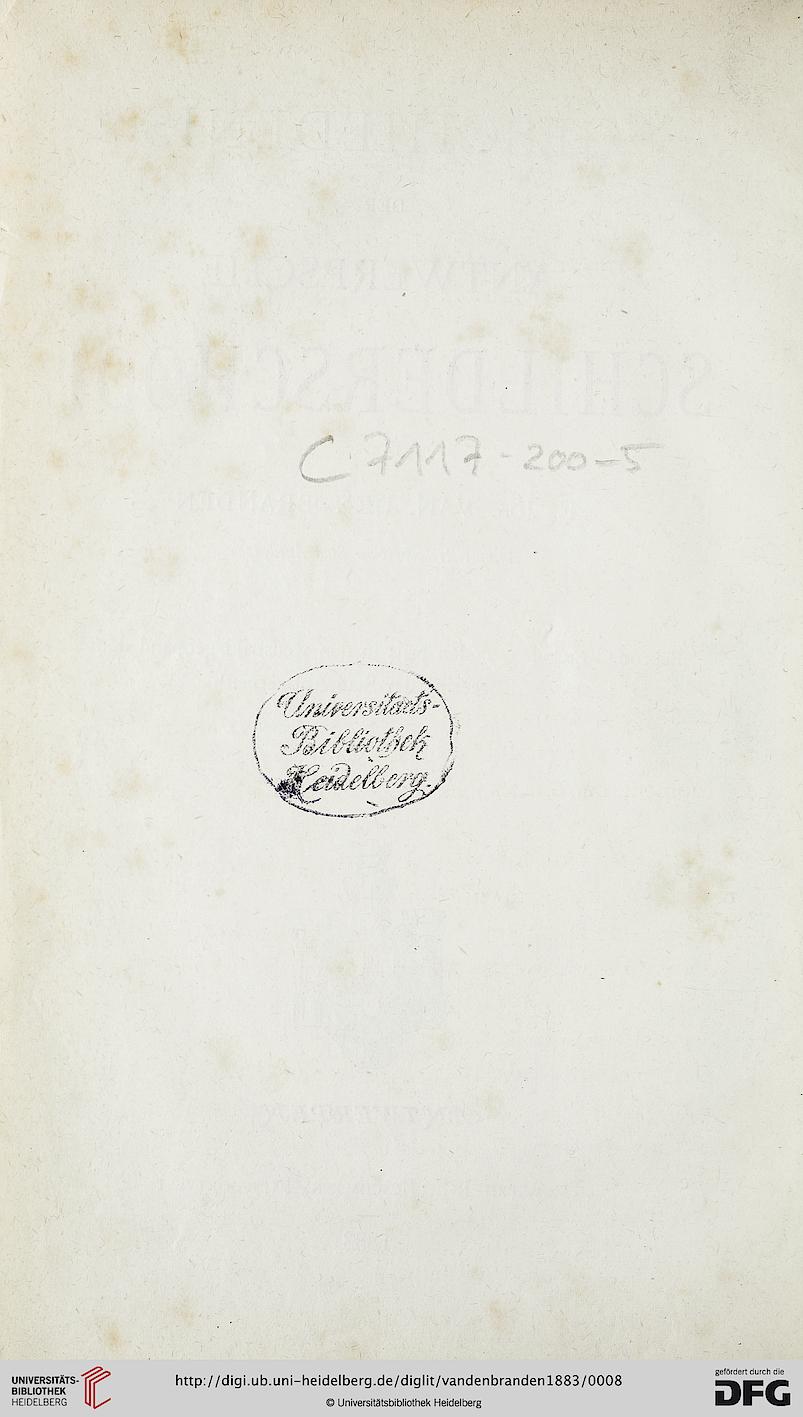 C 7117-200-5
Universitaets-
Bibliothek
Heidelberg.
UNIVERSITÄTS-
BIBLIOTHEK
HEIDELBERG
http://digi.ub.uni-heidelberg.de/diglit/vandenbranden1883/0008
© Universitätsbibliothek Heidelberg
gefördert durch die
DFG